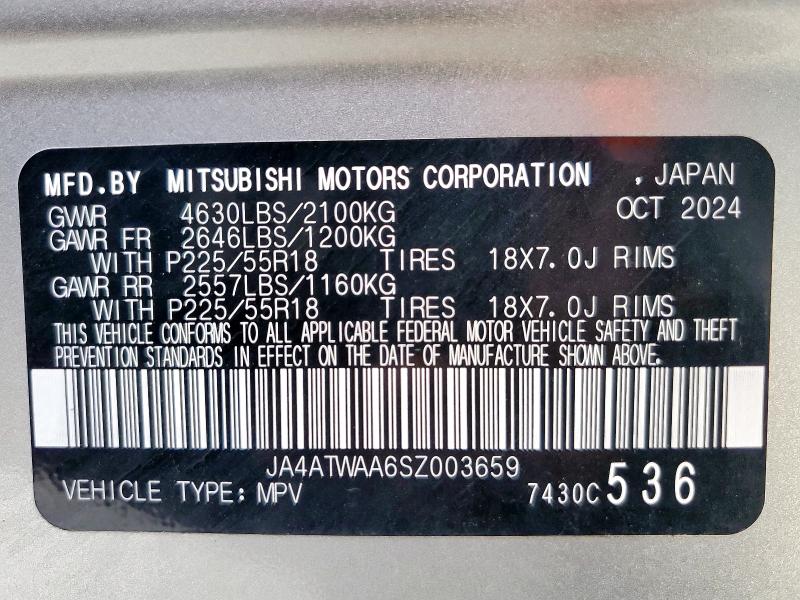 MFD.BY MITSUBISHI MOTORS CORPORATION , JAPAN
GVWR 4630LBS/2100KG OCT 2024
GAWR FR 2646LBS/1200KG
WITH P225/55R18 TIRES 18X7.0J RIMS
GAWR RR 2557LBS/1160KG
WITH P225/55R18 TIRES 18X7.0J RIMS
THIS VEHICLE CONFORMS TO ALL APPLICABLE FEDERAL MOTOR VEHICLE SAFETY AND THEFT
PREVENTION STANDARDS IN EFFECT ON THE DATE OF MANUFACTURE SHOWN ABOVE.
JA4ATWAA6SZ003659
VEHICLE TYPE: MPV 7430C 536